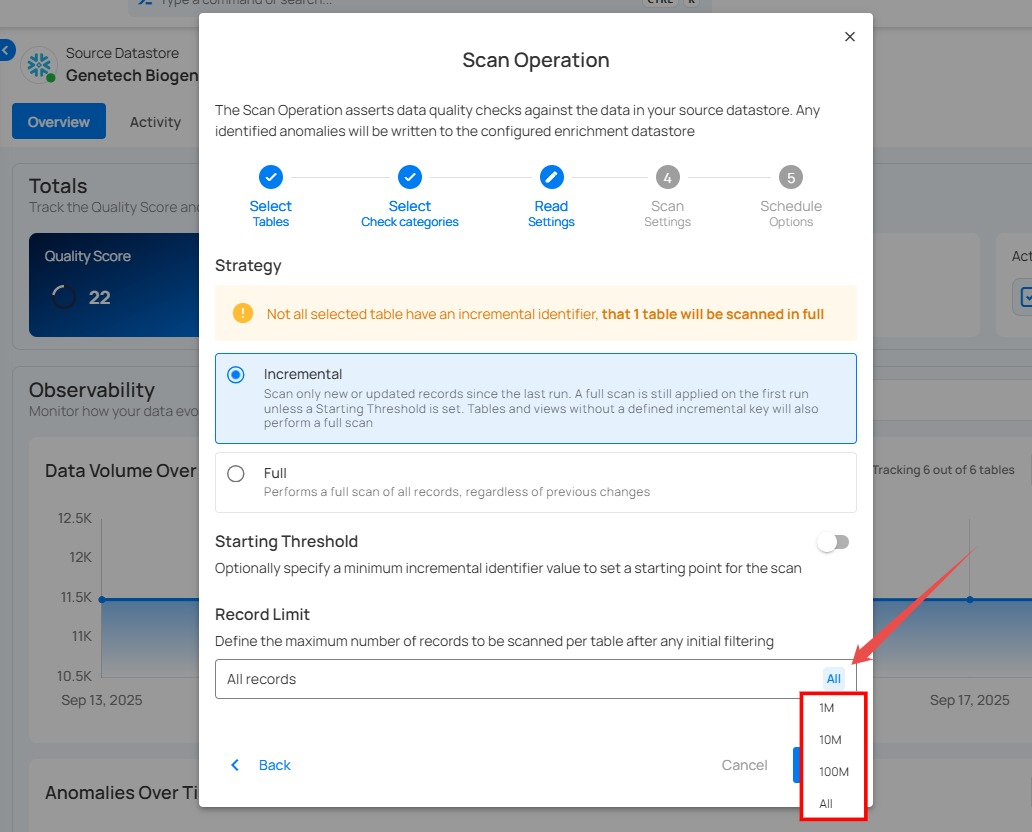 Type a command or search...
CTRL K
Source Datastore
Genetech Biogen
Overview
Activity
Totals
Track the Quality Score and
Quality Score
22
Act
Observability
Monitor how your data evo
Data Volume Over
Tracking 6 out of 6 tables
12.5K
12K
11.5K
11K
10.5K
Sep 13, 2025
Sep 17, 2025
Anomalies Over Ti
Scan Operation
The Scan Operation asserts data quality checks against the data in your source datastore. Any
identified anomalies will be written to the configured enrichment datastore
Select
Tables
Select
Check categories
Read
Settings
4
Scan
Settings
5
Schedule
Options
Strategy
Not all selected table have an incremental identifier, that 1 table will be scanned in full
Incremental
Scan only new or updated records since the last run. A full scan is still applied on the first run
unless a Starting Threshold is set. Tables and views without a defined incremental key will also
perform a full scan
Full
Performs a full scan of all records, regardless of previous changes
Starting Threshold
Optionally specify a minimum incremental identifier value to set a starting point for the scan
Record Limit
Define the maximum number of records to be scanned per table after any initial filtering
All records
All
1M
10M
100M
All
Back
Cancel